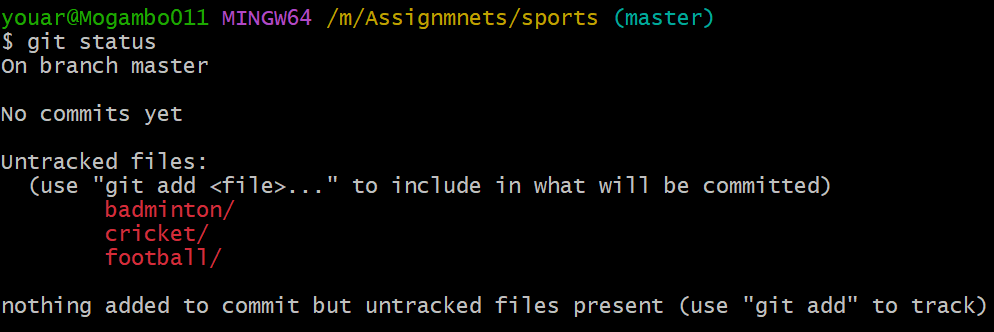 youar@Mogambo011 MINGW64 /m/Assignmnets/sports (master)
$ git status
On branch master
No commits yet
Untracked files:
(use "git add <file>..." to include in what will be committed)
badminton/
cricket/
football/
nothing added to commit but untracked files present (use "git add" to track)